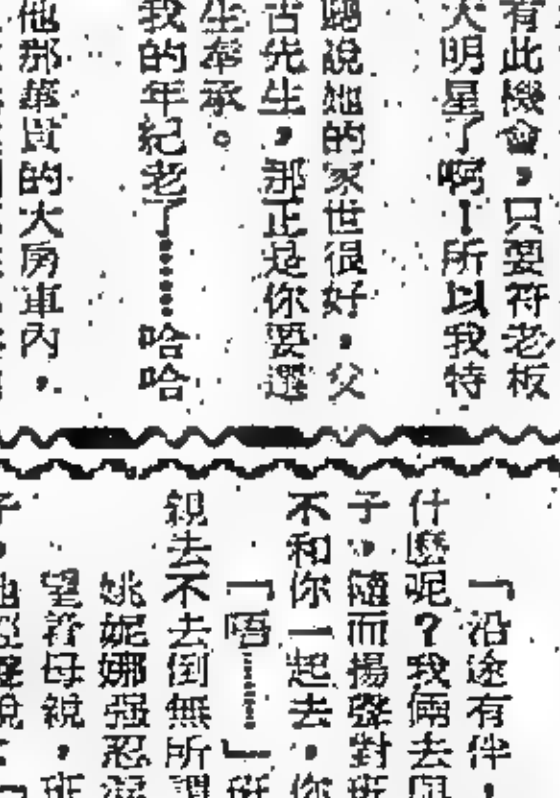 有此機會，只要符老板
大明星了啊！所以我特
說她的家世很好，父
古先生，那正是你要選
生奉承。
我的年紀老了……哈哈
他那華貴的大房車內，
「沿途有伴，
什麼呢？我倆去與
子，隨而揚聲對班
不和你一起去，你
「唔……」班
親去不去倒無所謂
姚妮娜強忍
望著母親，班